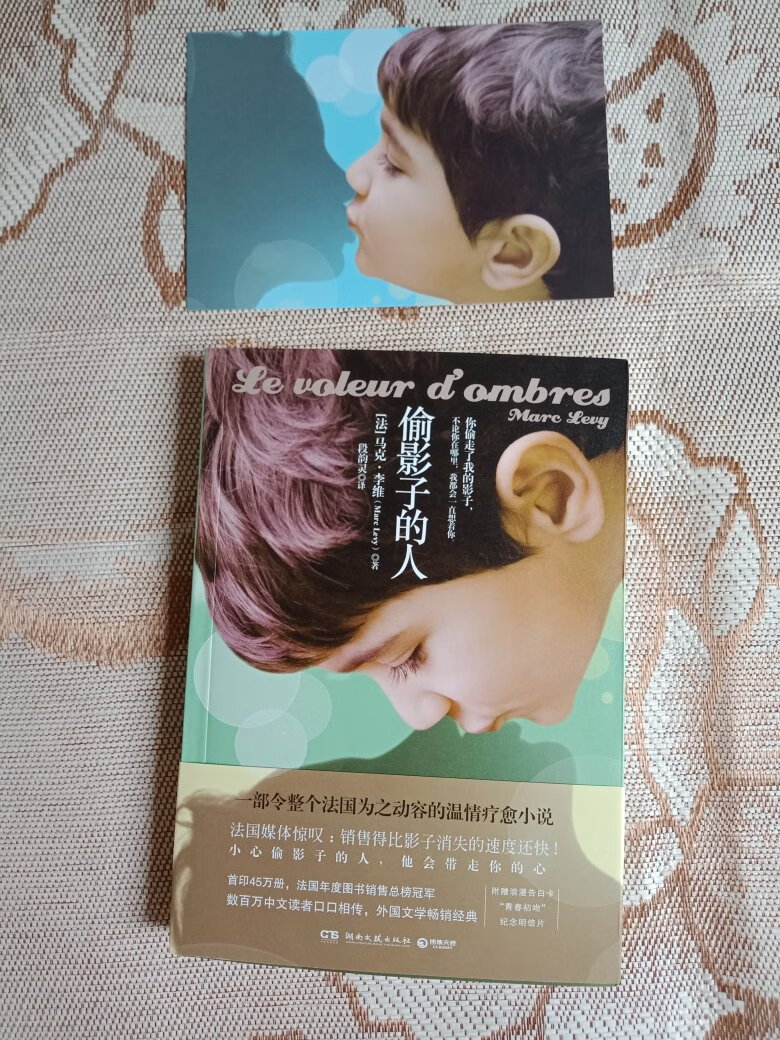 Le voleur d'ombres
Marc Levy
你偷走了我的影子，
不论你在哪里，我都会一直想着你。
偷影子的人
［法］马克·李维（Marc Levy）◎著
段韵灵◎译
一部令整个法国为之动容的温情疗愈小说
法国媒体惊叹：销售得比影子消失的速度还快！
小心偷影子的人，他会带走你的心
首印45万册，法国年度图书销售总榜冠军
数百万中文读者口口相传，外国文学畅销经典
附赠浪漫告白卡
“青春初吻”
纪念明信片
湖南文艺出版社
博集天卷
CS-BOOKY